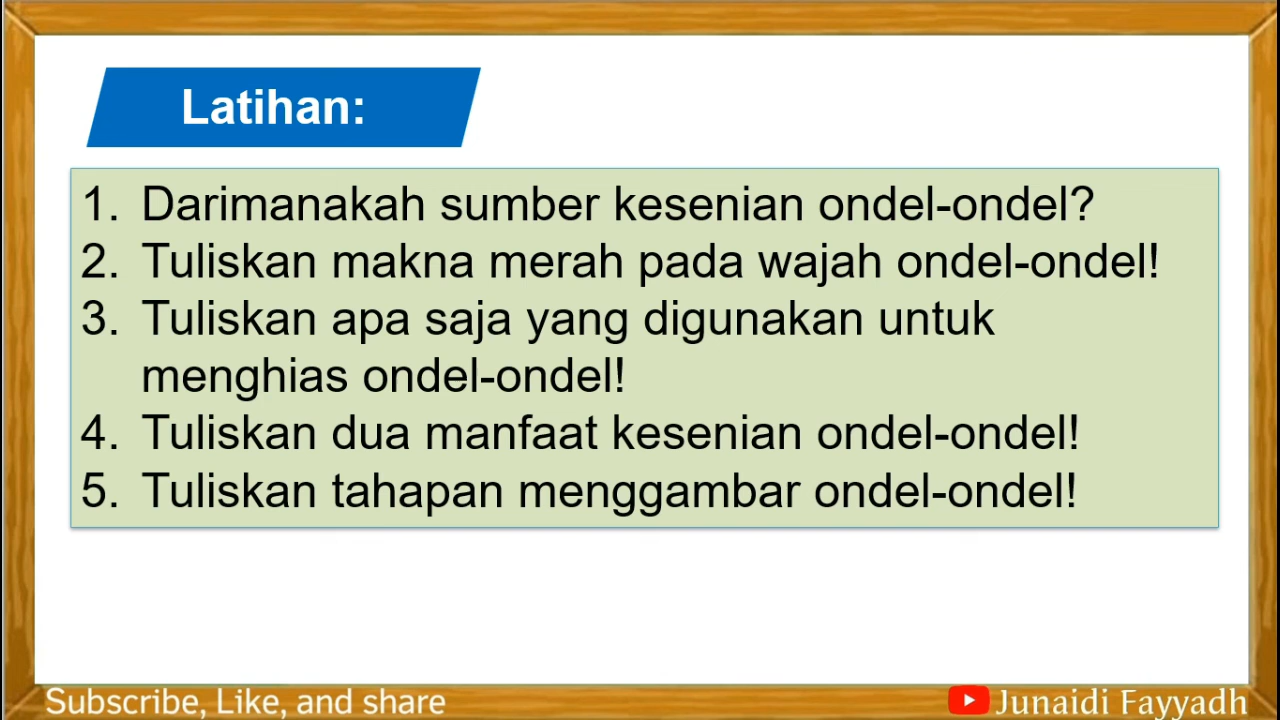 Latihan:
1. Darimanakah sumber kesenian ondel-ondel?
2. Tuliskan makna merah pada wajah ondel-ondel!
3. Tuliskan apa saja yang digunakan untuk
menghias ondel-ondel!
4. Tuliskan dua manfaat kesenian ondel-ondel!
5. Tuliskan tahapan menggambar ondel-ondel!
Subscribe, Like, and share
Junaidi Fayyadh